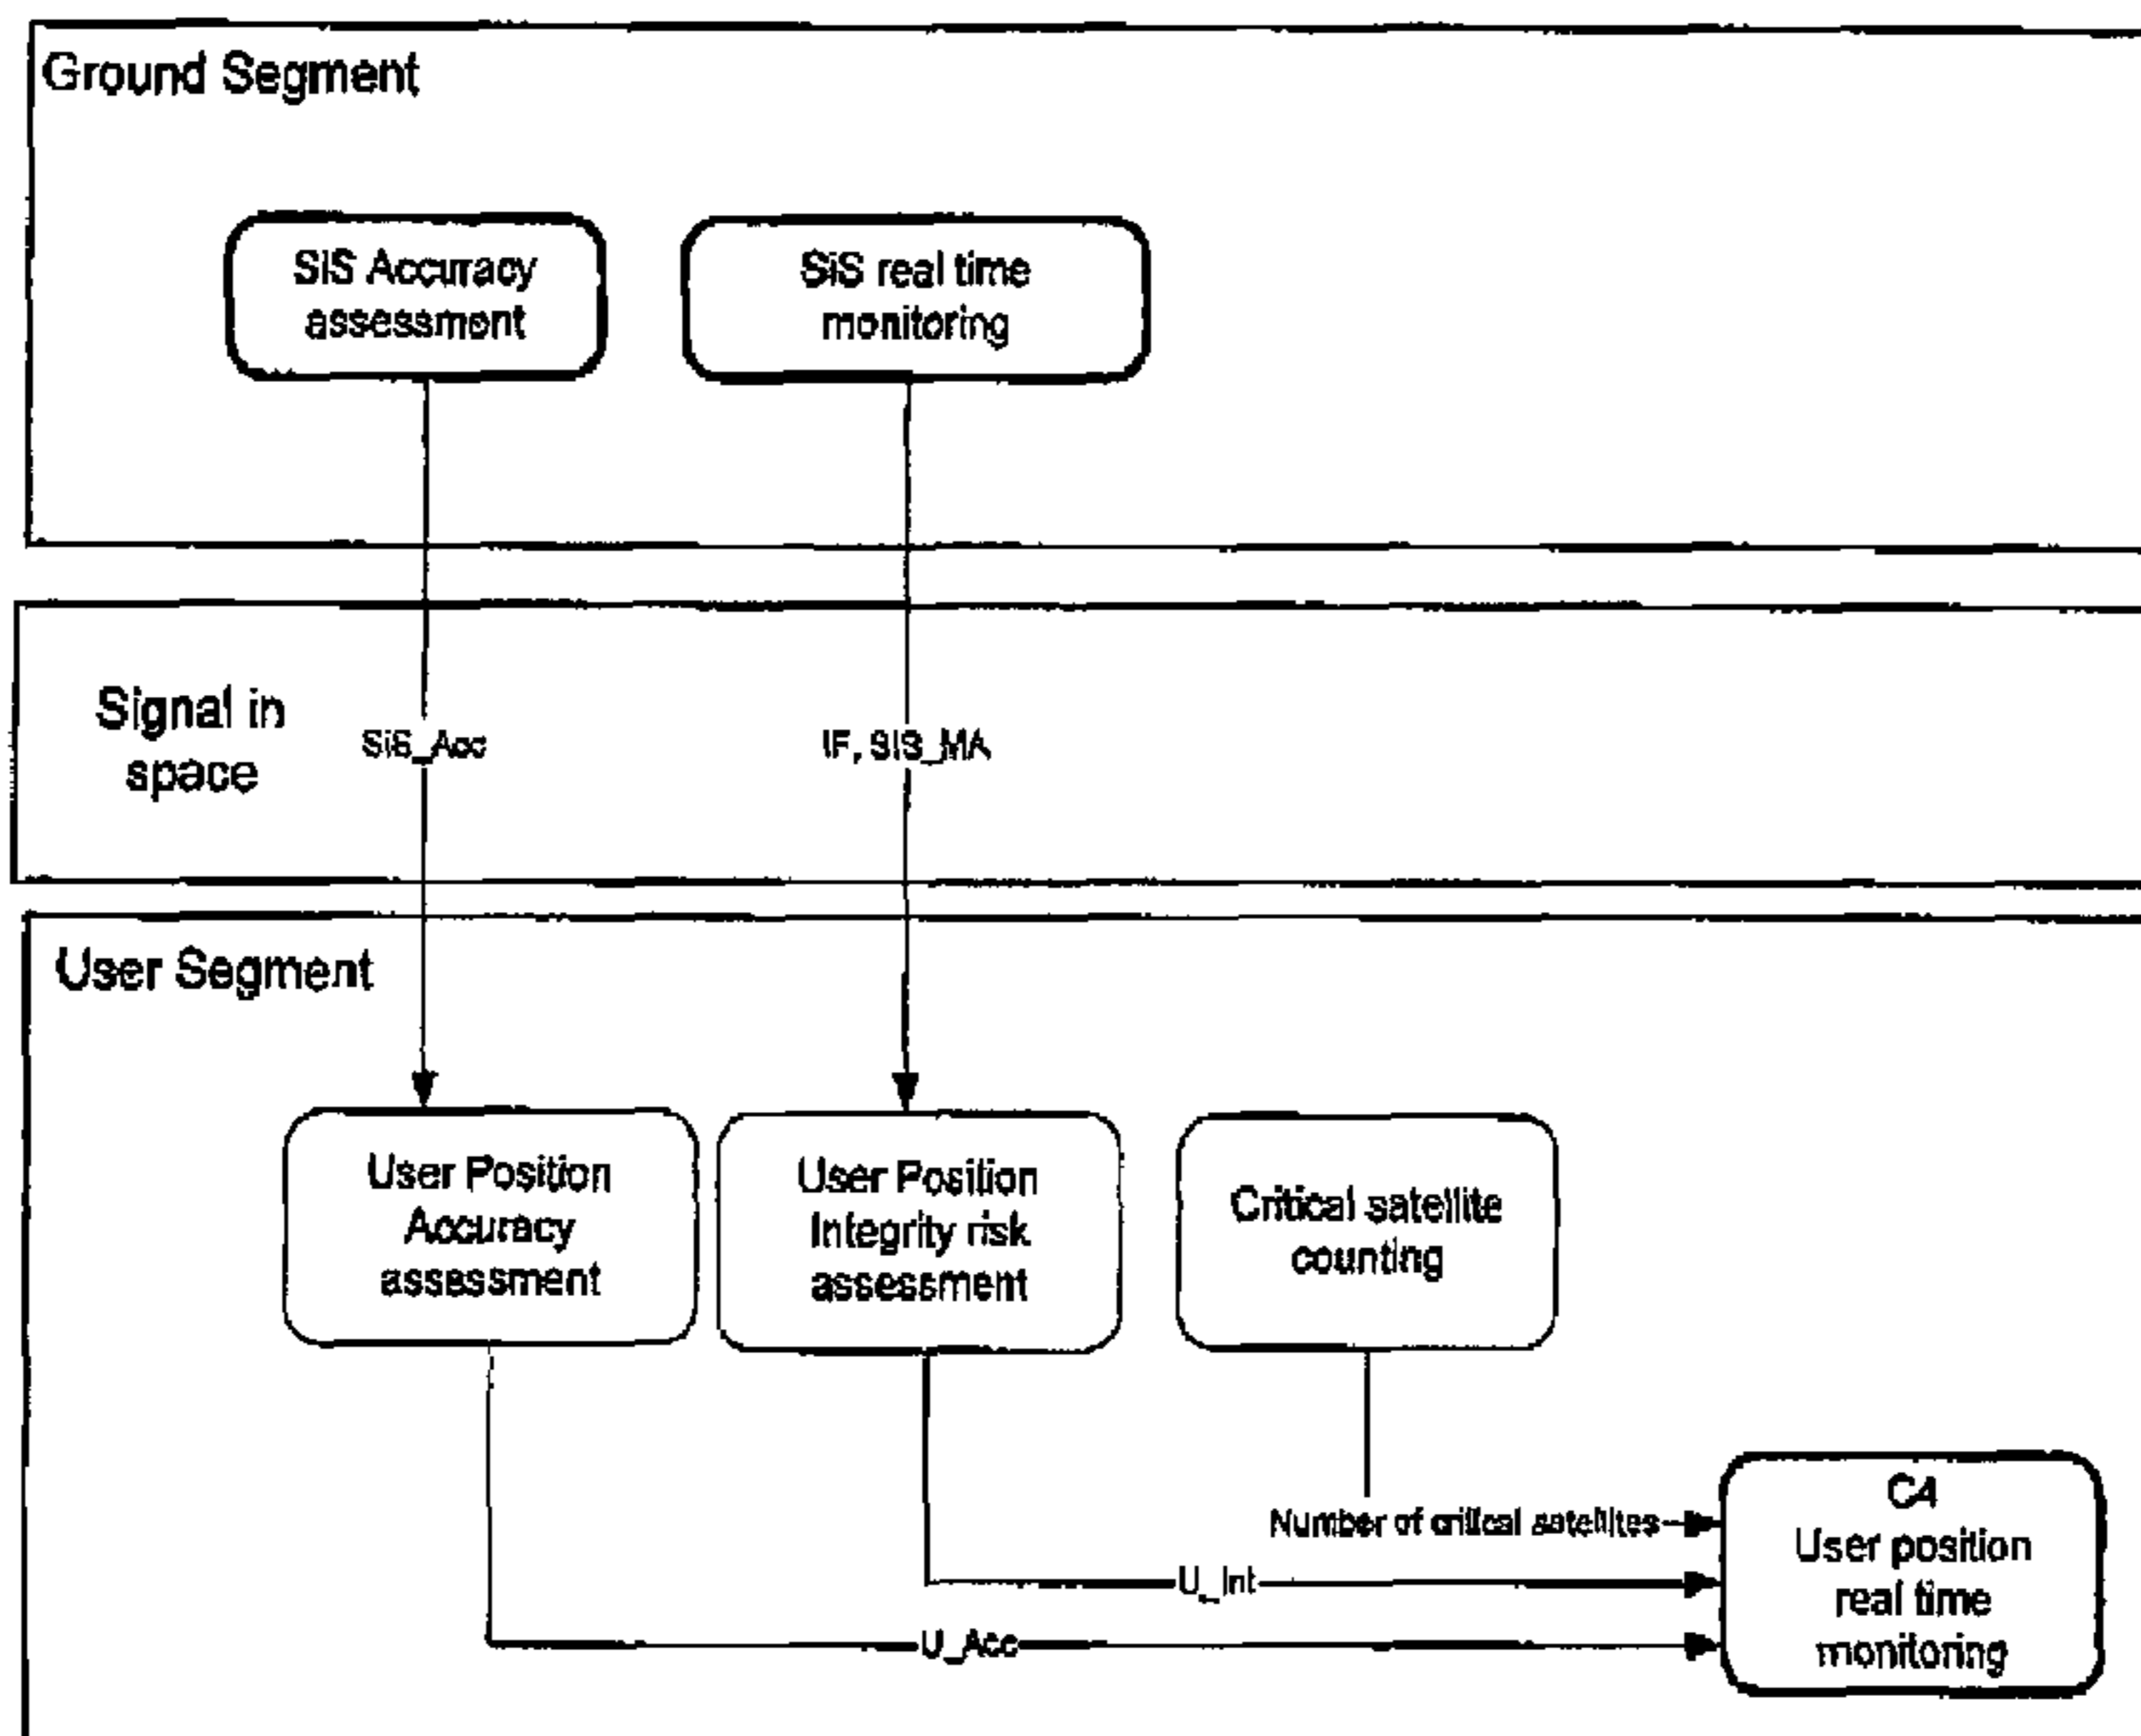 Ground Segment
SiS Accuracy
assessment
SiS real time
monitoring
Signal in
space
SiS_Acc
IF, SIS_MA
User Segment
User Position
Accuracy
assessment
User Position
Integrity risk
assessment
Critical satellite
counting
Number of critical satellites
U_Int
U_Acc
C4
User position
real time
monitoring